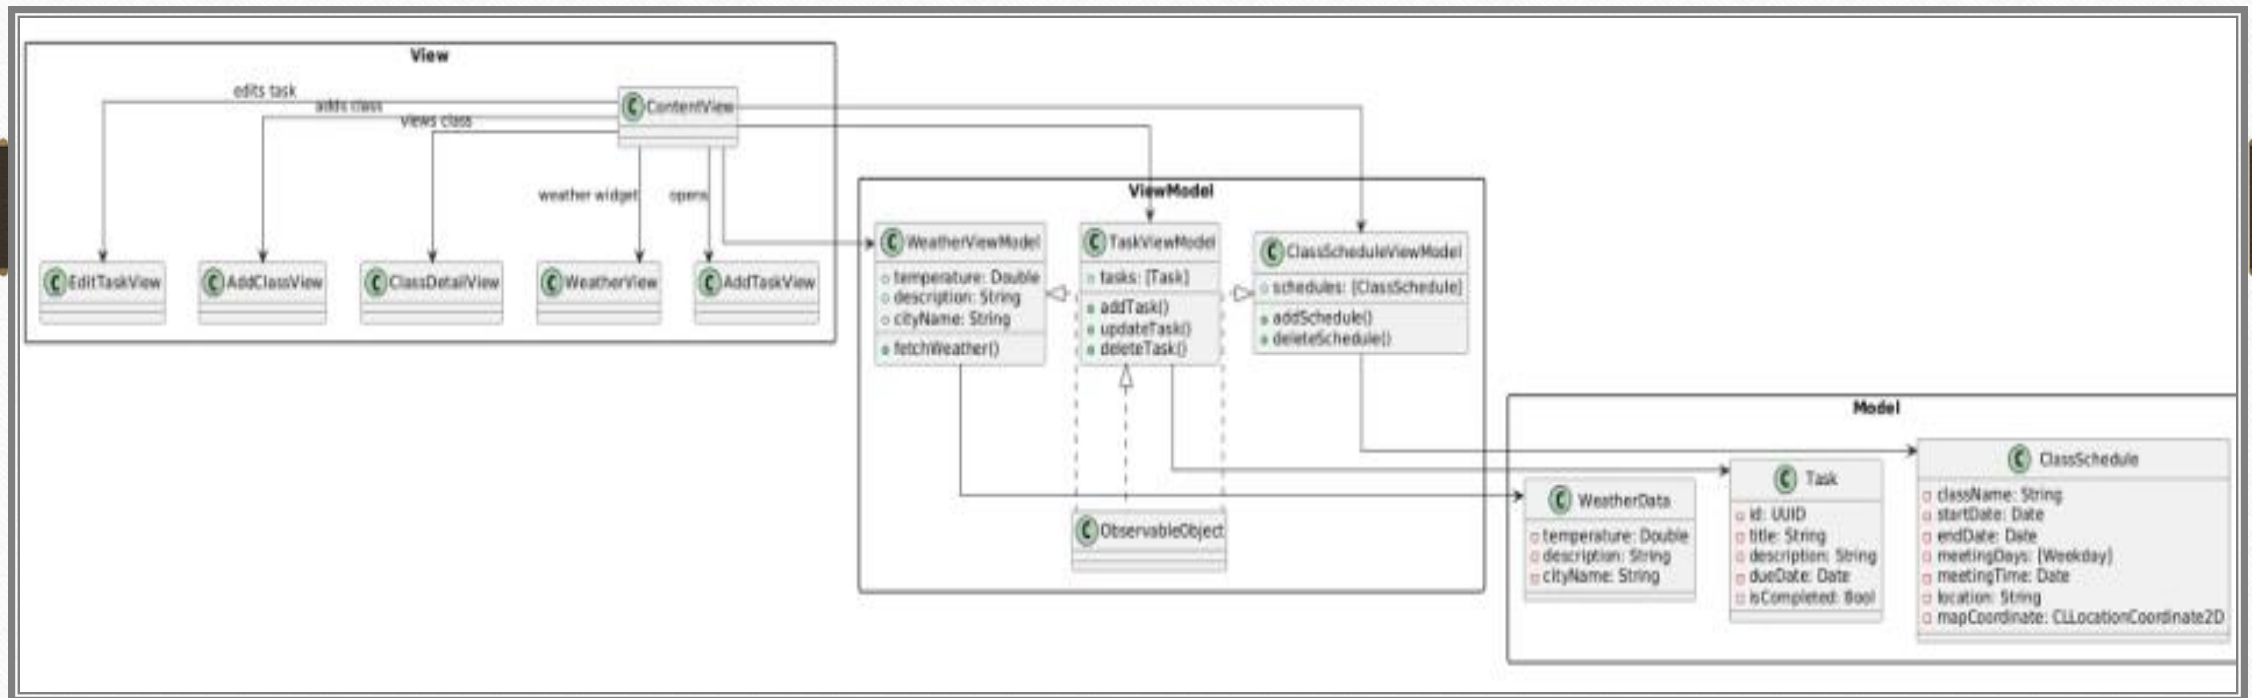 View
edits task
adds class
views class
C ContentView
weather widget
opens
C EditTaskView
C AddClassView
C ClassDetailView
C WeatherView
C AddTaskView
ViewModel
C WeatherViewModel
temperature: Double
description: String
cityName: String
fetchWeather()
C TaskViewModel
tasks: [Task]
addTask()
updateTask()
deleteTask()
C ClassScheduleViewModel
schedules: [ClassSchedule]
addSchedule()
deleteSchedule()
C ObservableObject
Model
C WeatherData
temperature: Double
description: String
cityName: String
C Task
id: UUID
title: String
description: String
dueDate: Date
isCompleted: Bool
C ClassSchedule
className: String
startDate: Date
endDate: Date
meetingDays: [Weekday]
meetingTime: Date
location: String
mapCoordinate: CLLocationCoordinate2D